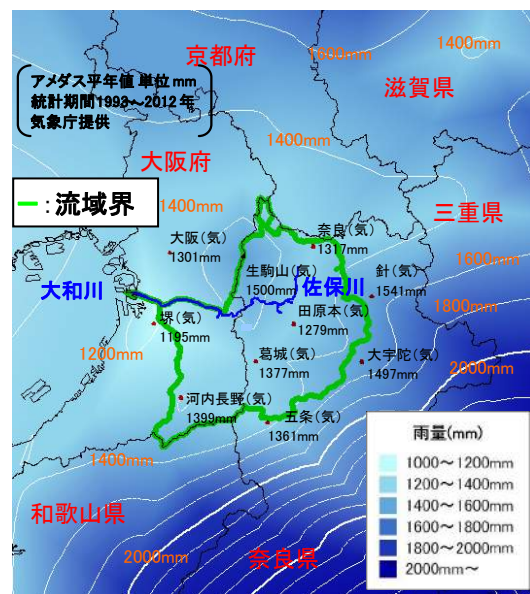 京都府
1600mm
1400mm
滋賀県
アメダス平年値 単位mm
統計期間1993~2012年
気象庁提供
1400mm
大阪府
━:流域界
1400mm
三重県
大阪(気)
1301mm
奈良(気)
1317mm
1600mm
生駒山(気)
1500mm
針(気)
1541mm
大和川
佐保川
1800mm
堺(気)
1195mm
田原本(気)
1279mm
1200mm
葛城(気)
1377mm
大宇陀(気)
1497mm
2000mm
河内長野(気)
1399mm
五条(気)
1361mm
1400mm
和歌山県
2000mm
奈良県
雨量(mm)
1000~1200mm
1200~1400mm
1400~1600mm
1600~1800mm
1800~2000mm
2000mm~